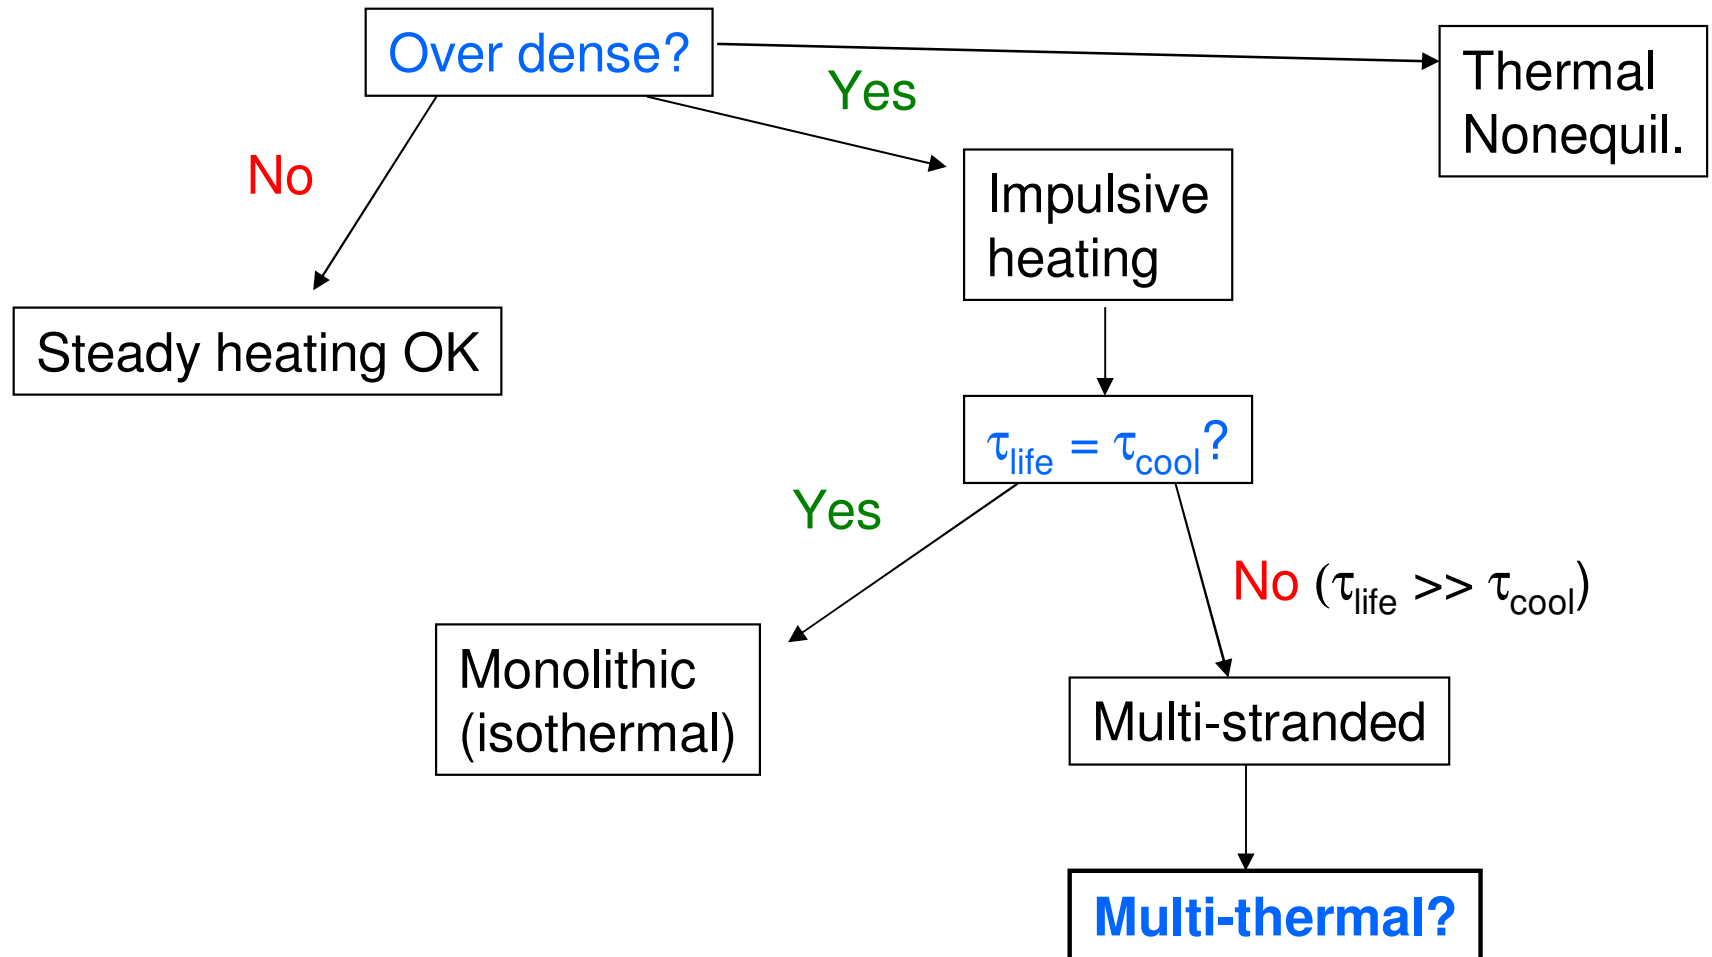 Over dense?
Thermal
Nonequil.
Yes
No
Impulsive
heating
Steady heating OK
τlife = τcool?
Yes
No (τlife >> τcool)
Monolithic
(isothermal)
Multi-stranded
Multi-thermal?